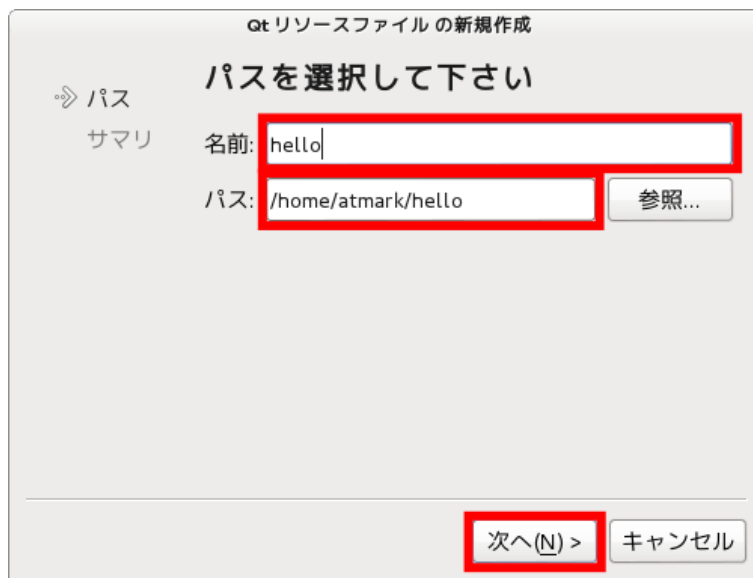 Qt リソースファイル の新規作成
パス
サマリ
パスを選択して下さい
名前: hello
パス: /home/atmark/hello 参照...
次へ(N) > キャンセル